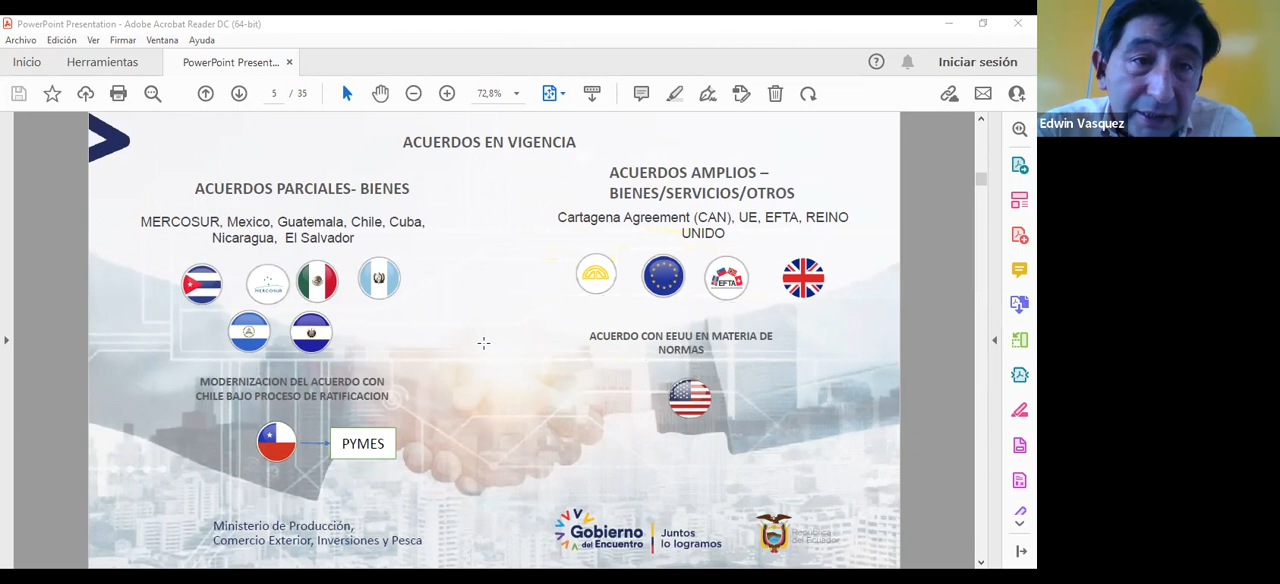 PowerPoint Presentation - Adobe Acrobat Reader DC (64-bit)
Archivo Edición Ver Firmar Ventana Ayuda
Inicio Herramientas PowerPoint Present... × Iniciar sesión
5 / 35 72,8%
Edwin Vasquez
ACUERDOS EN VIGENCIA
ACUERDOS PARCIALES- BIENES
MERCOSUR, Mexico, Guatemala, Chile, Cuba,
Nicaragua, El Salvador
MERCOSUR
MODERNIZACION DEL ACUERDO CON
CHILE BAJO PROCESO DE RATIFICACION
PYMES
ACUERDOS AMPLIOS –
BIENES/SERVICIOS/OTROS
Cartagena Agreement (CAN), UE, EFTA, REINO
UNIDO
EFTA
ACUERDO CON EEUU EN MATERIA DE
NORMAS
Ministerio de Producción,
Comercio Exterior, Inversiones y Pesca
Gobierno
del Encuentro
Juntos
lo logramos
República
del Ecuador